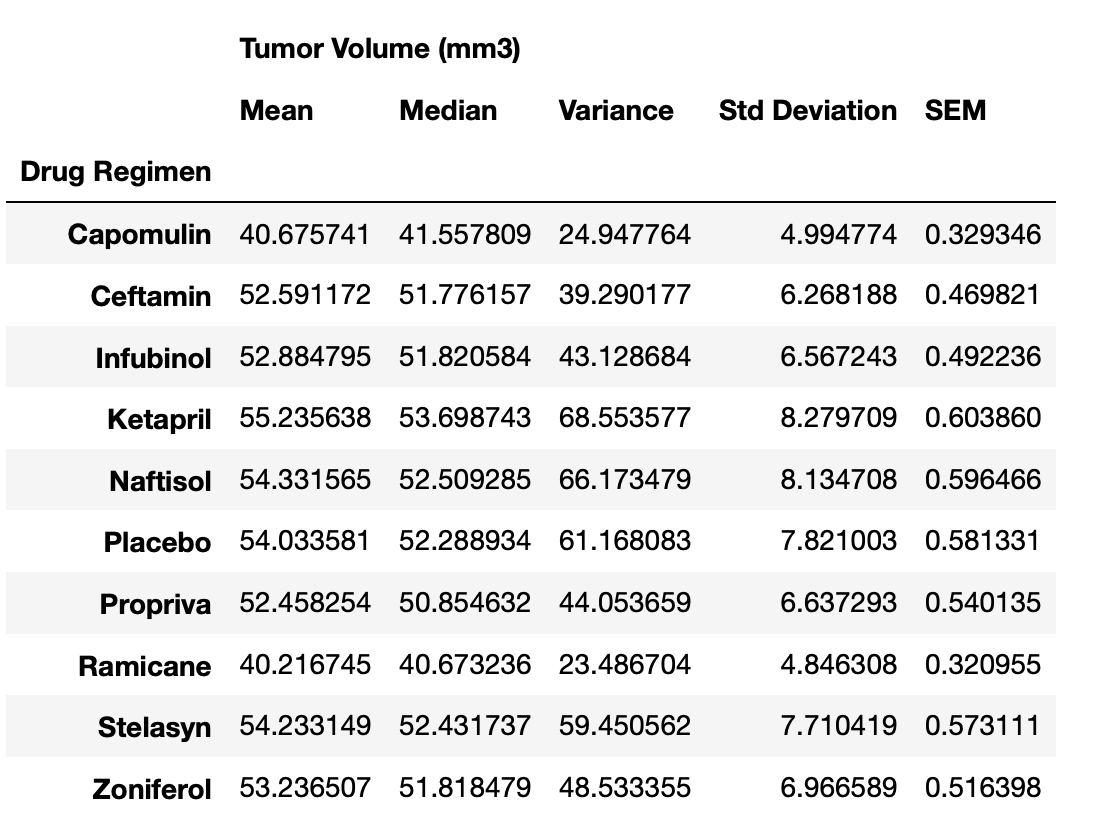 Tumor Volume (mm3)
Mean Median Variance Std Deviation SEM
Drug Regimen
Capomulin 40.675741 41.557809 24.947764 4.994774 0.329346
Ceftamin 52.591172 51.776157 39.290177 6.268188 0.469821
Infubinol 52.884795 51.820584 43.128684 6.567243 0.492236
Ketapril 55.235638 53.698743 68.553577 8.279709 0.603860
Naftisol 54.331565 52.509285 66.173479 8.134708 0.596466
Placebo 54.033581 52.288934 61.168083 7.821003 0.581331
Propriva 52.458254 50.854632 44.053659 6.637293 0.540135
Ramicane 40.216745 40.673236 23.486704 4.846308 0.320955
Stelasyn 54.233149 52.431737 59.450562 7.710419 0.573111
Zoniferol 53.236507 51.818479 48.533355 6.966589 0.516398